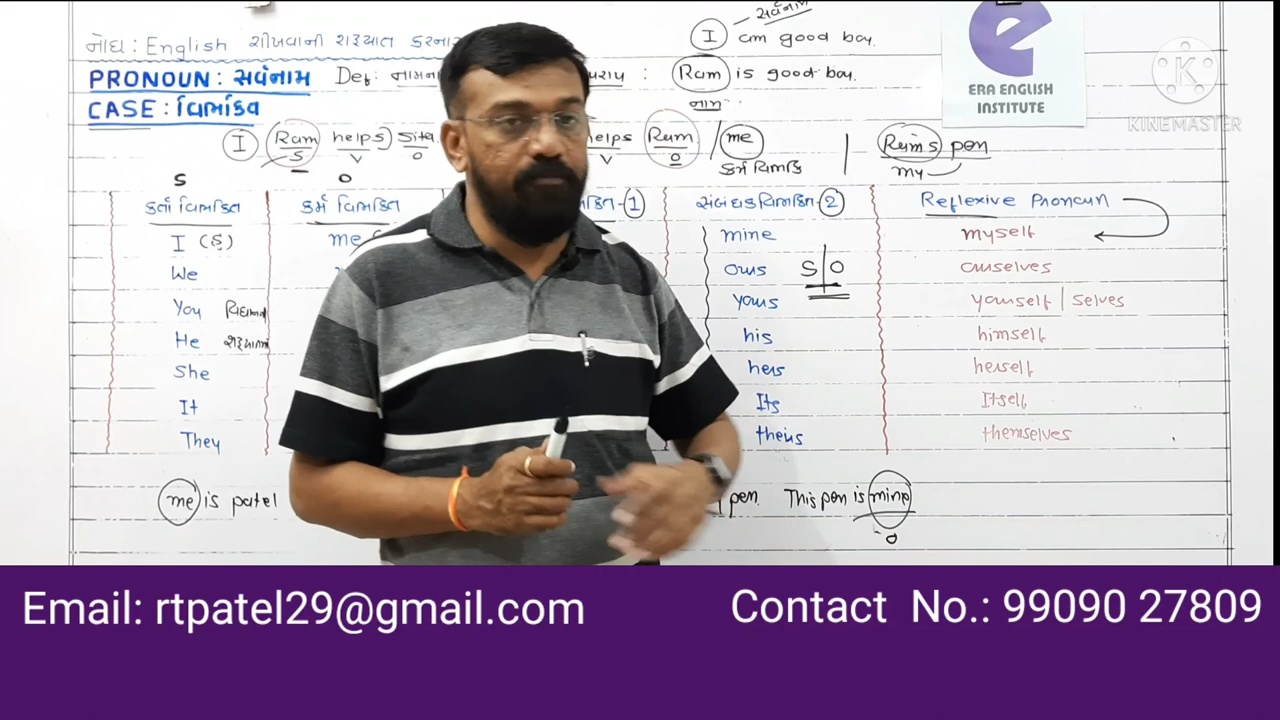 સર્વનામ
નોંધ: English શીખવાની શરૂઆત કરનાર
I am good boy.
PRONOUN: સર્વનામ Def: નામના
Ram is good boy.
CASE: વિભક્તિ
નામ
ERA ENGLISH
INSTITUTE
KINEMASTER
I Ram helps Sita helps Ram / me Ram's pen
S V O V O કર્મ વિભક્તિ my
S O
કર્તા વિભક્તિ કર્મ વિભક્તિ -1 સંબંધક વિભક્તિ-2 Reflexive Pronoun
I (હું) me mine myself
We ours S|O ourselves
You yours yourself | selves
He his himself
She hers herself
It Its Itself
They theirs themselves
me is patel pen. This pen is mine
o
Email: rtpatel29@gmail.com Contact No.: 99090 27809